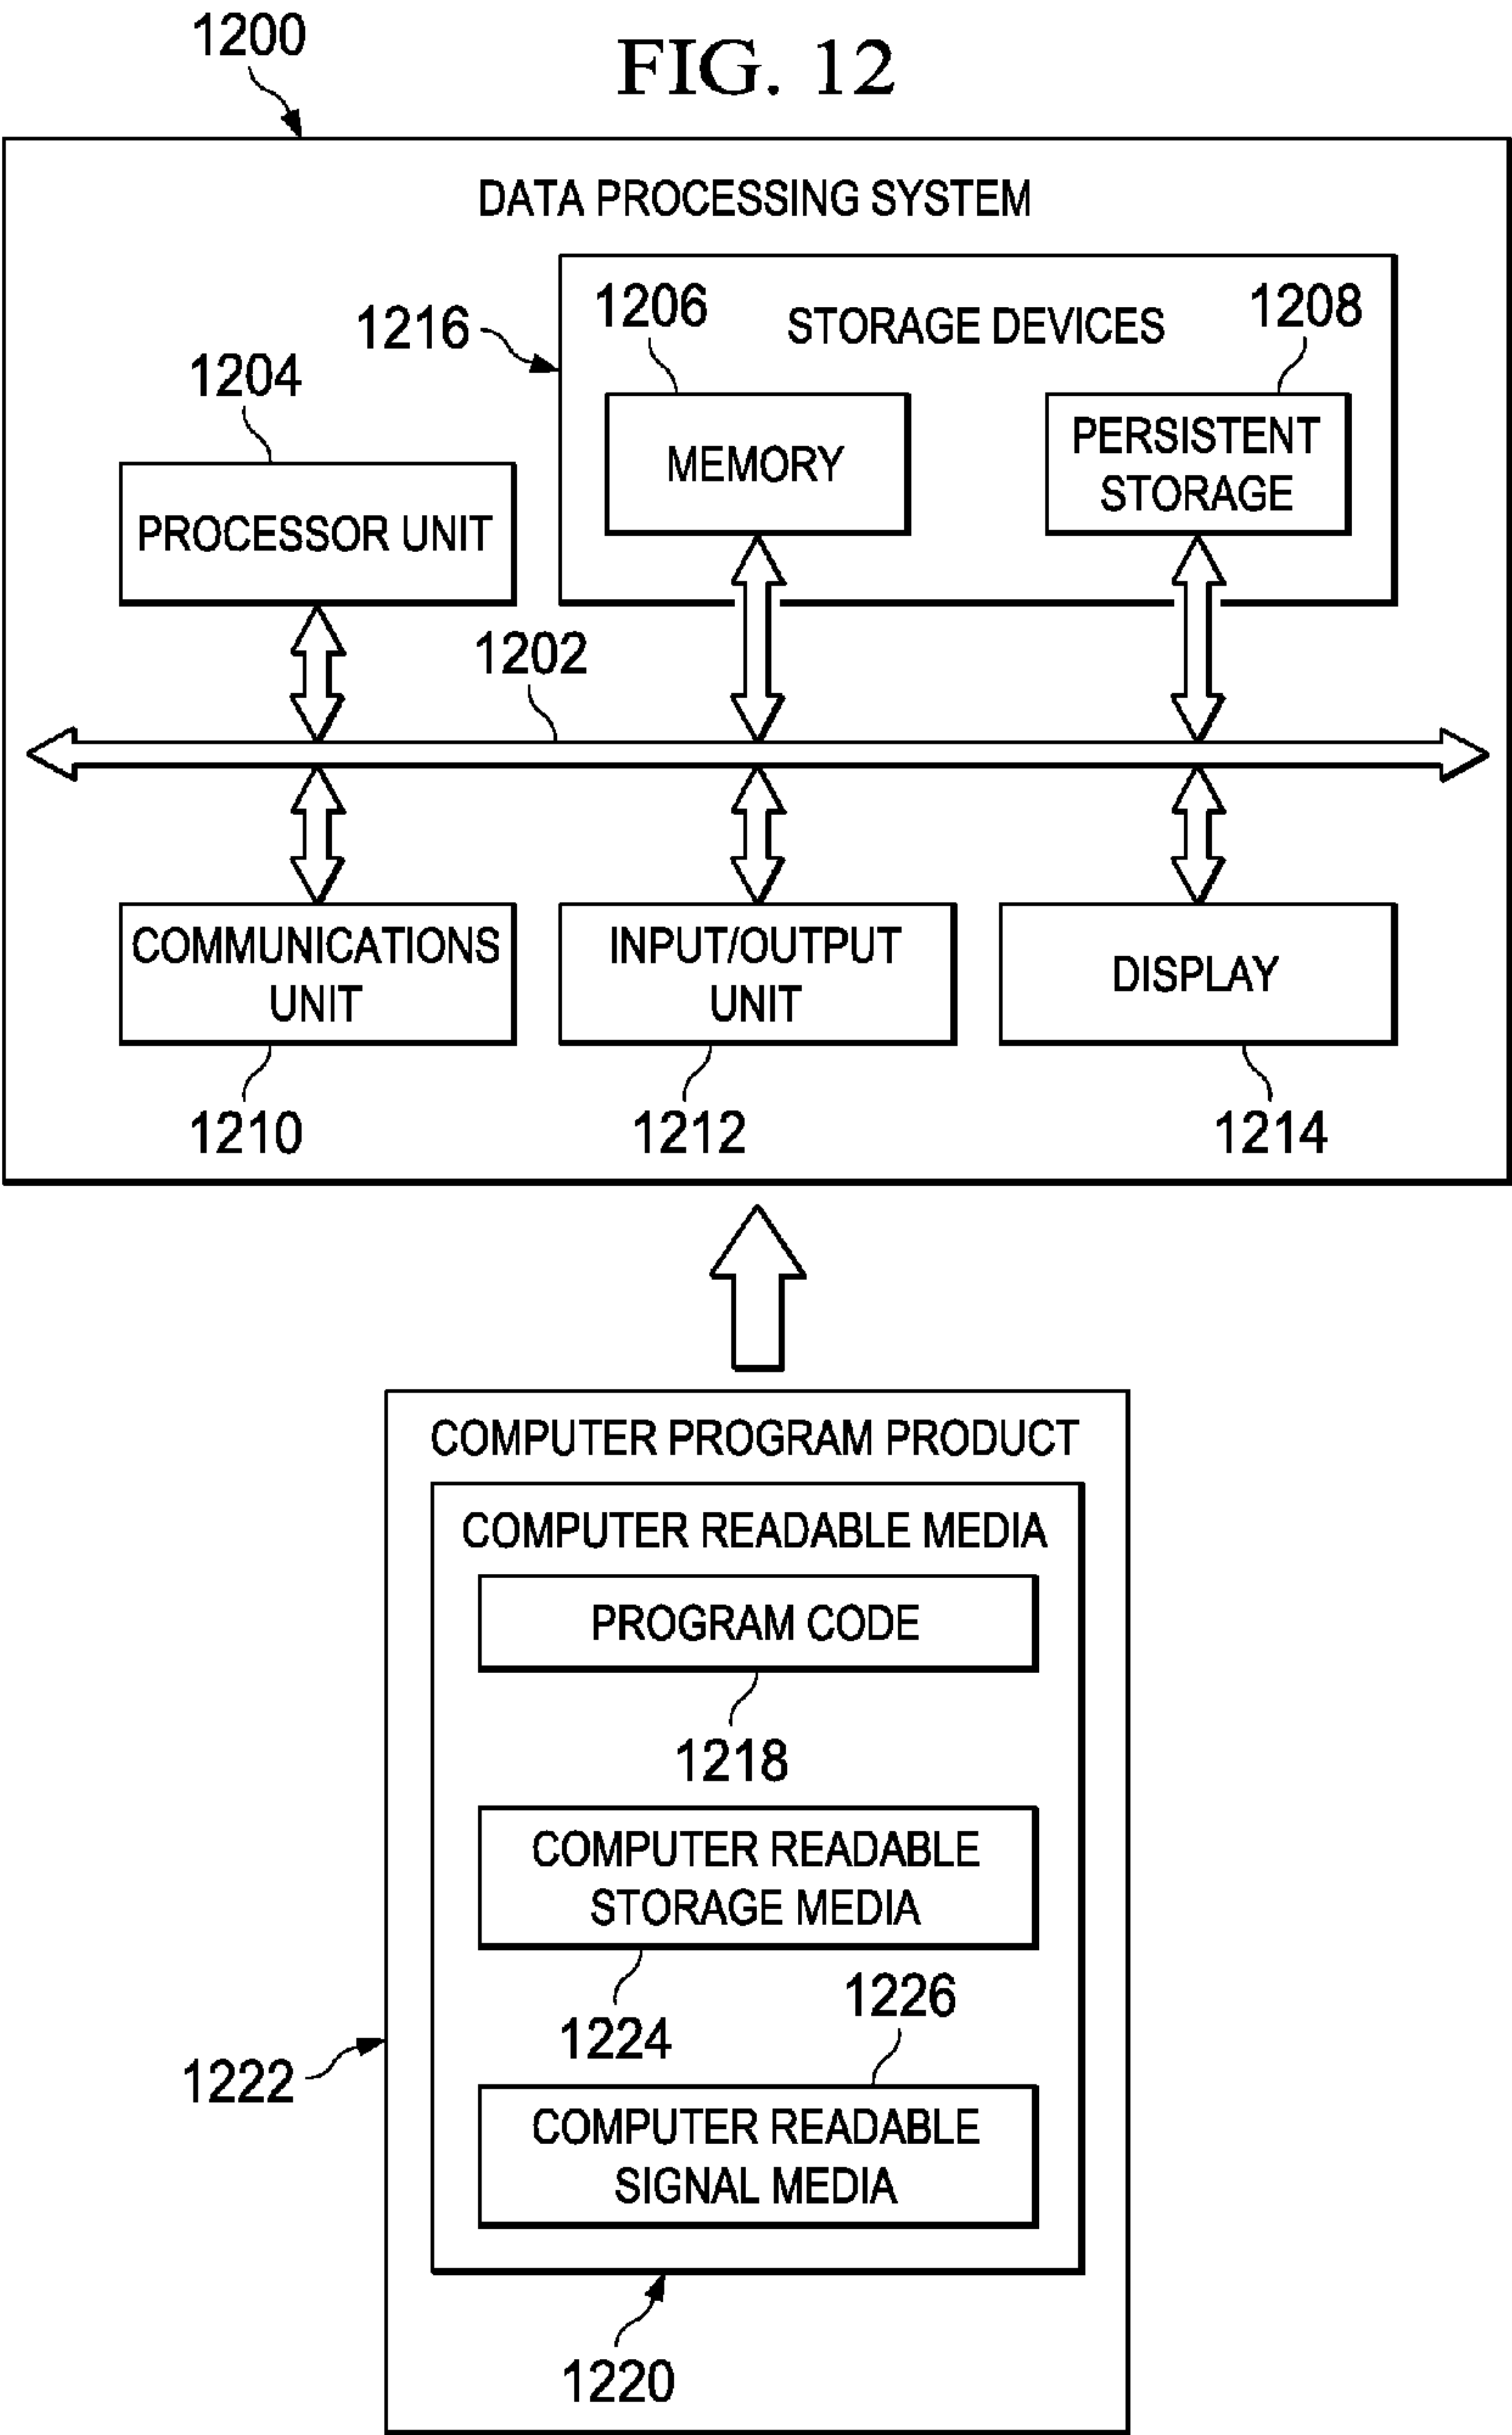 1200
FIG. 12
DATA PROCESSING SYSTEM
1216
1206
STORAGE DEVICES
1208
1204
MEMORY
PERSISTENT
STORAGE
PROCESSOR UNIT
1202
COMMUNICATIONS
UNIT
INPUT/OUTPUT
UNIT
DISPLAY
1210
1212
1214
COMPUTER PROGRAM PRODUCT
COMPUTER READABLE MEDIA
PROGRAM CODE
1218
COMPUTER READABLE
STORAGE MEDIA
1224
1226
1222
COMPUTER READABLE
SIGNAL MEDIA
1220